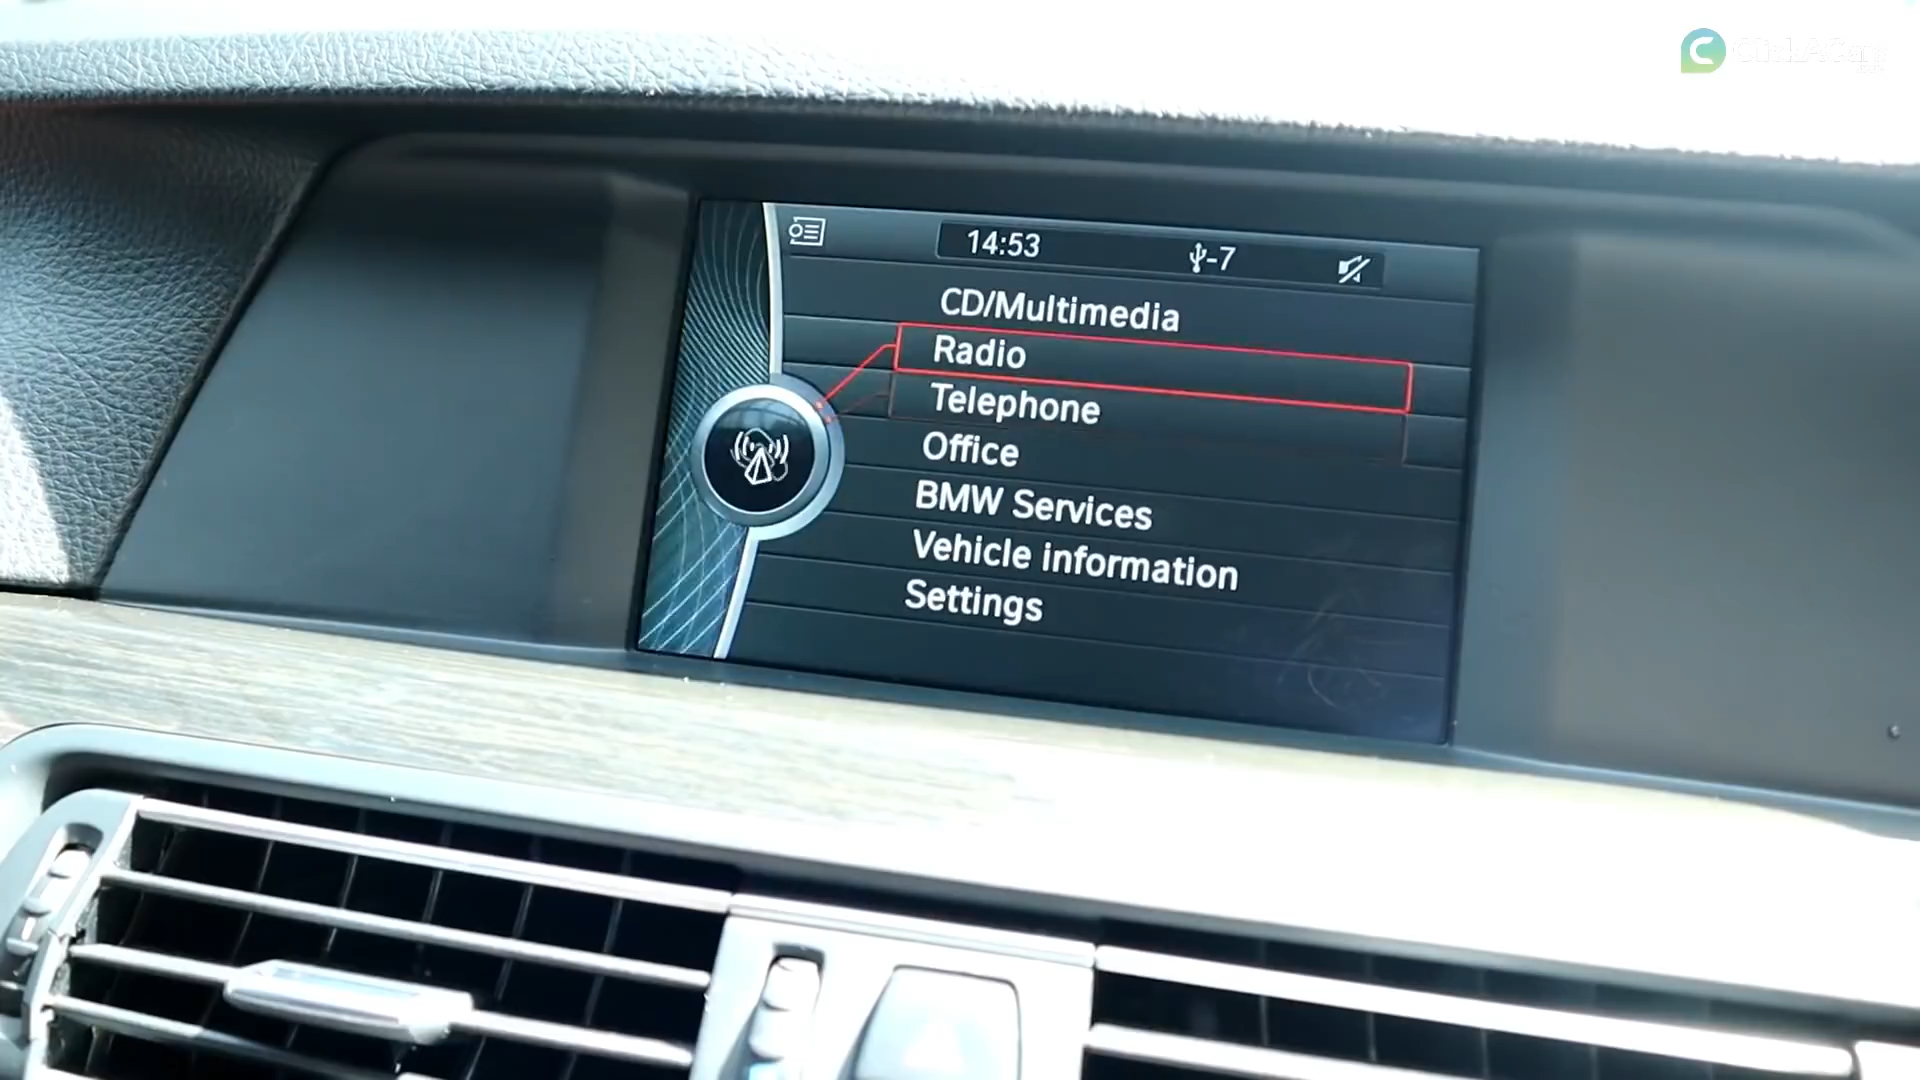 14:53 -7
CD/Multimedia
Radio
Telephone
Office
BMW Services
Vehicle information
Settings